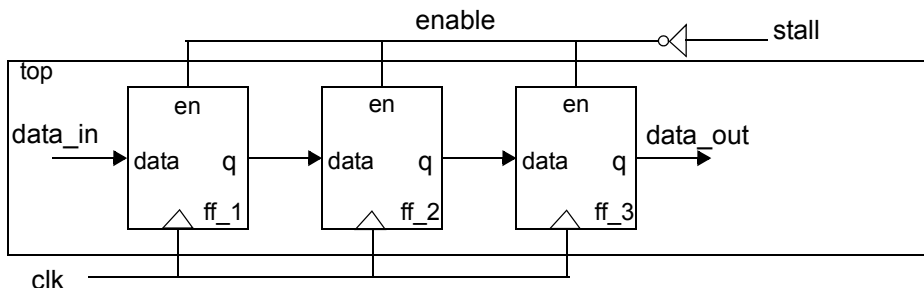 enable
stall
top
en
en
en
data_in
data_out
data
q
data
q
data
q
ff_1
ff_2
ff_3
clk